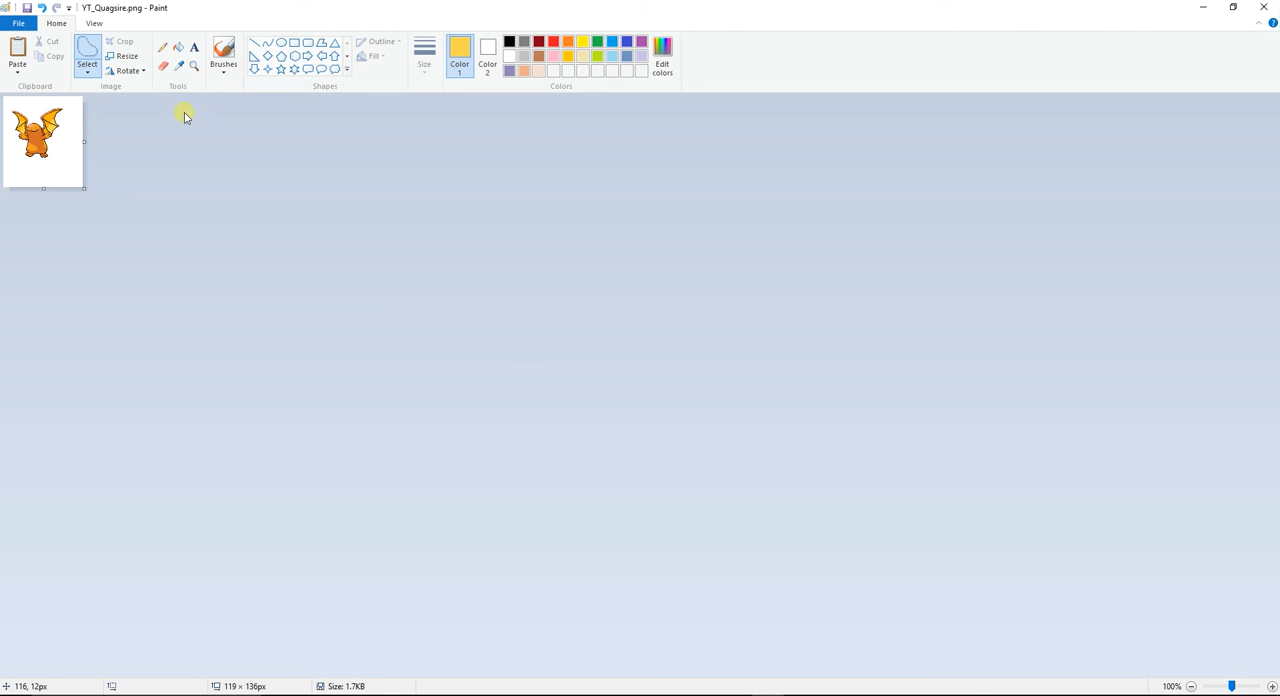 YT_Quagsire.png - Paint
File Home View
Paste
Cut
Copy
Clipboard
Select
Crop
Resize
Rotate
Image
A
Tools
Brushes
Outline
Fill
Shapes
Size
Color 1
Color 2
Edit colors
Colors
116, 12px
119 × 136px
Size: 1.7KB
100%